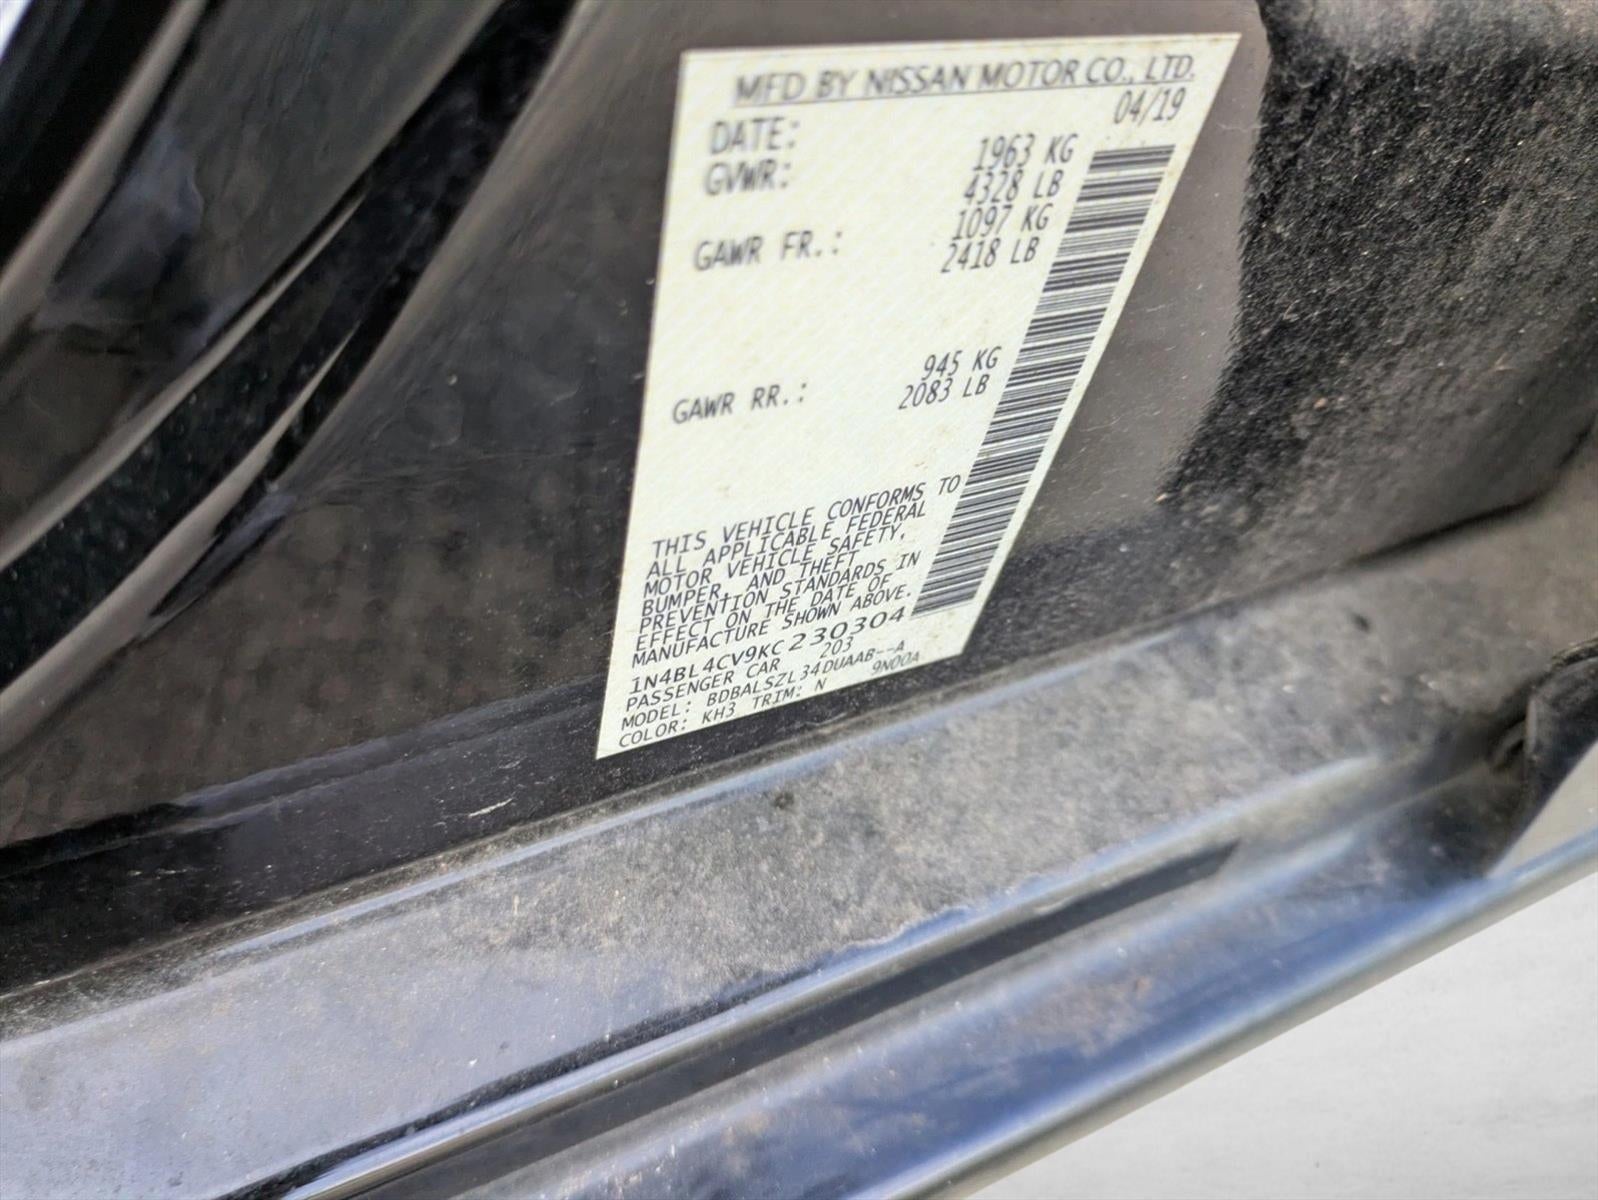 MFD BY NISSAN MOTOR CO., LTD.
DATE: 04/19
GVWR: 1963 KG
4328 LB
GAWR FR.: 1097 KG
2418 LB
GAWR RR.: 945 KG
2083 LB
THIS VEHICLE CONFORMS TO
ALL APPLICABLE FEDERAL
MOTOR VEHICLE SAFETY,
BUMPER, AND THEFT
PREVENTION STANDARDS IN
EFFECT ON THE DATE OF
MANUFACTURE SHOWN ABOVE.
1N4BL4CV9KC230304
PASSENGER CAR 203
MODEL: BDBALSZL34DUAAB--A
COLOR: KH3 TRIM: N 9N00A